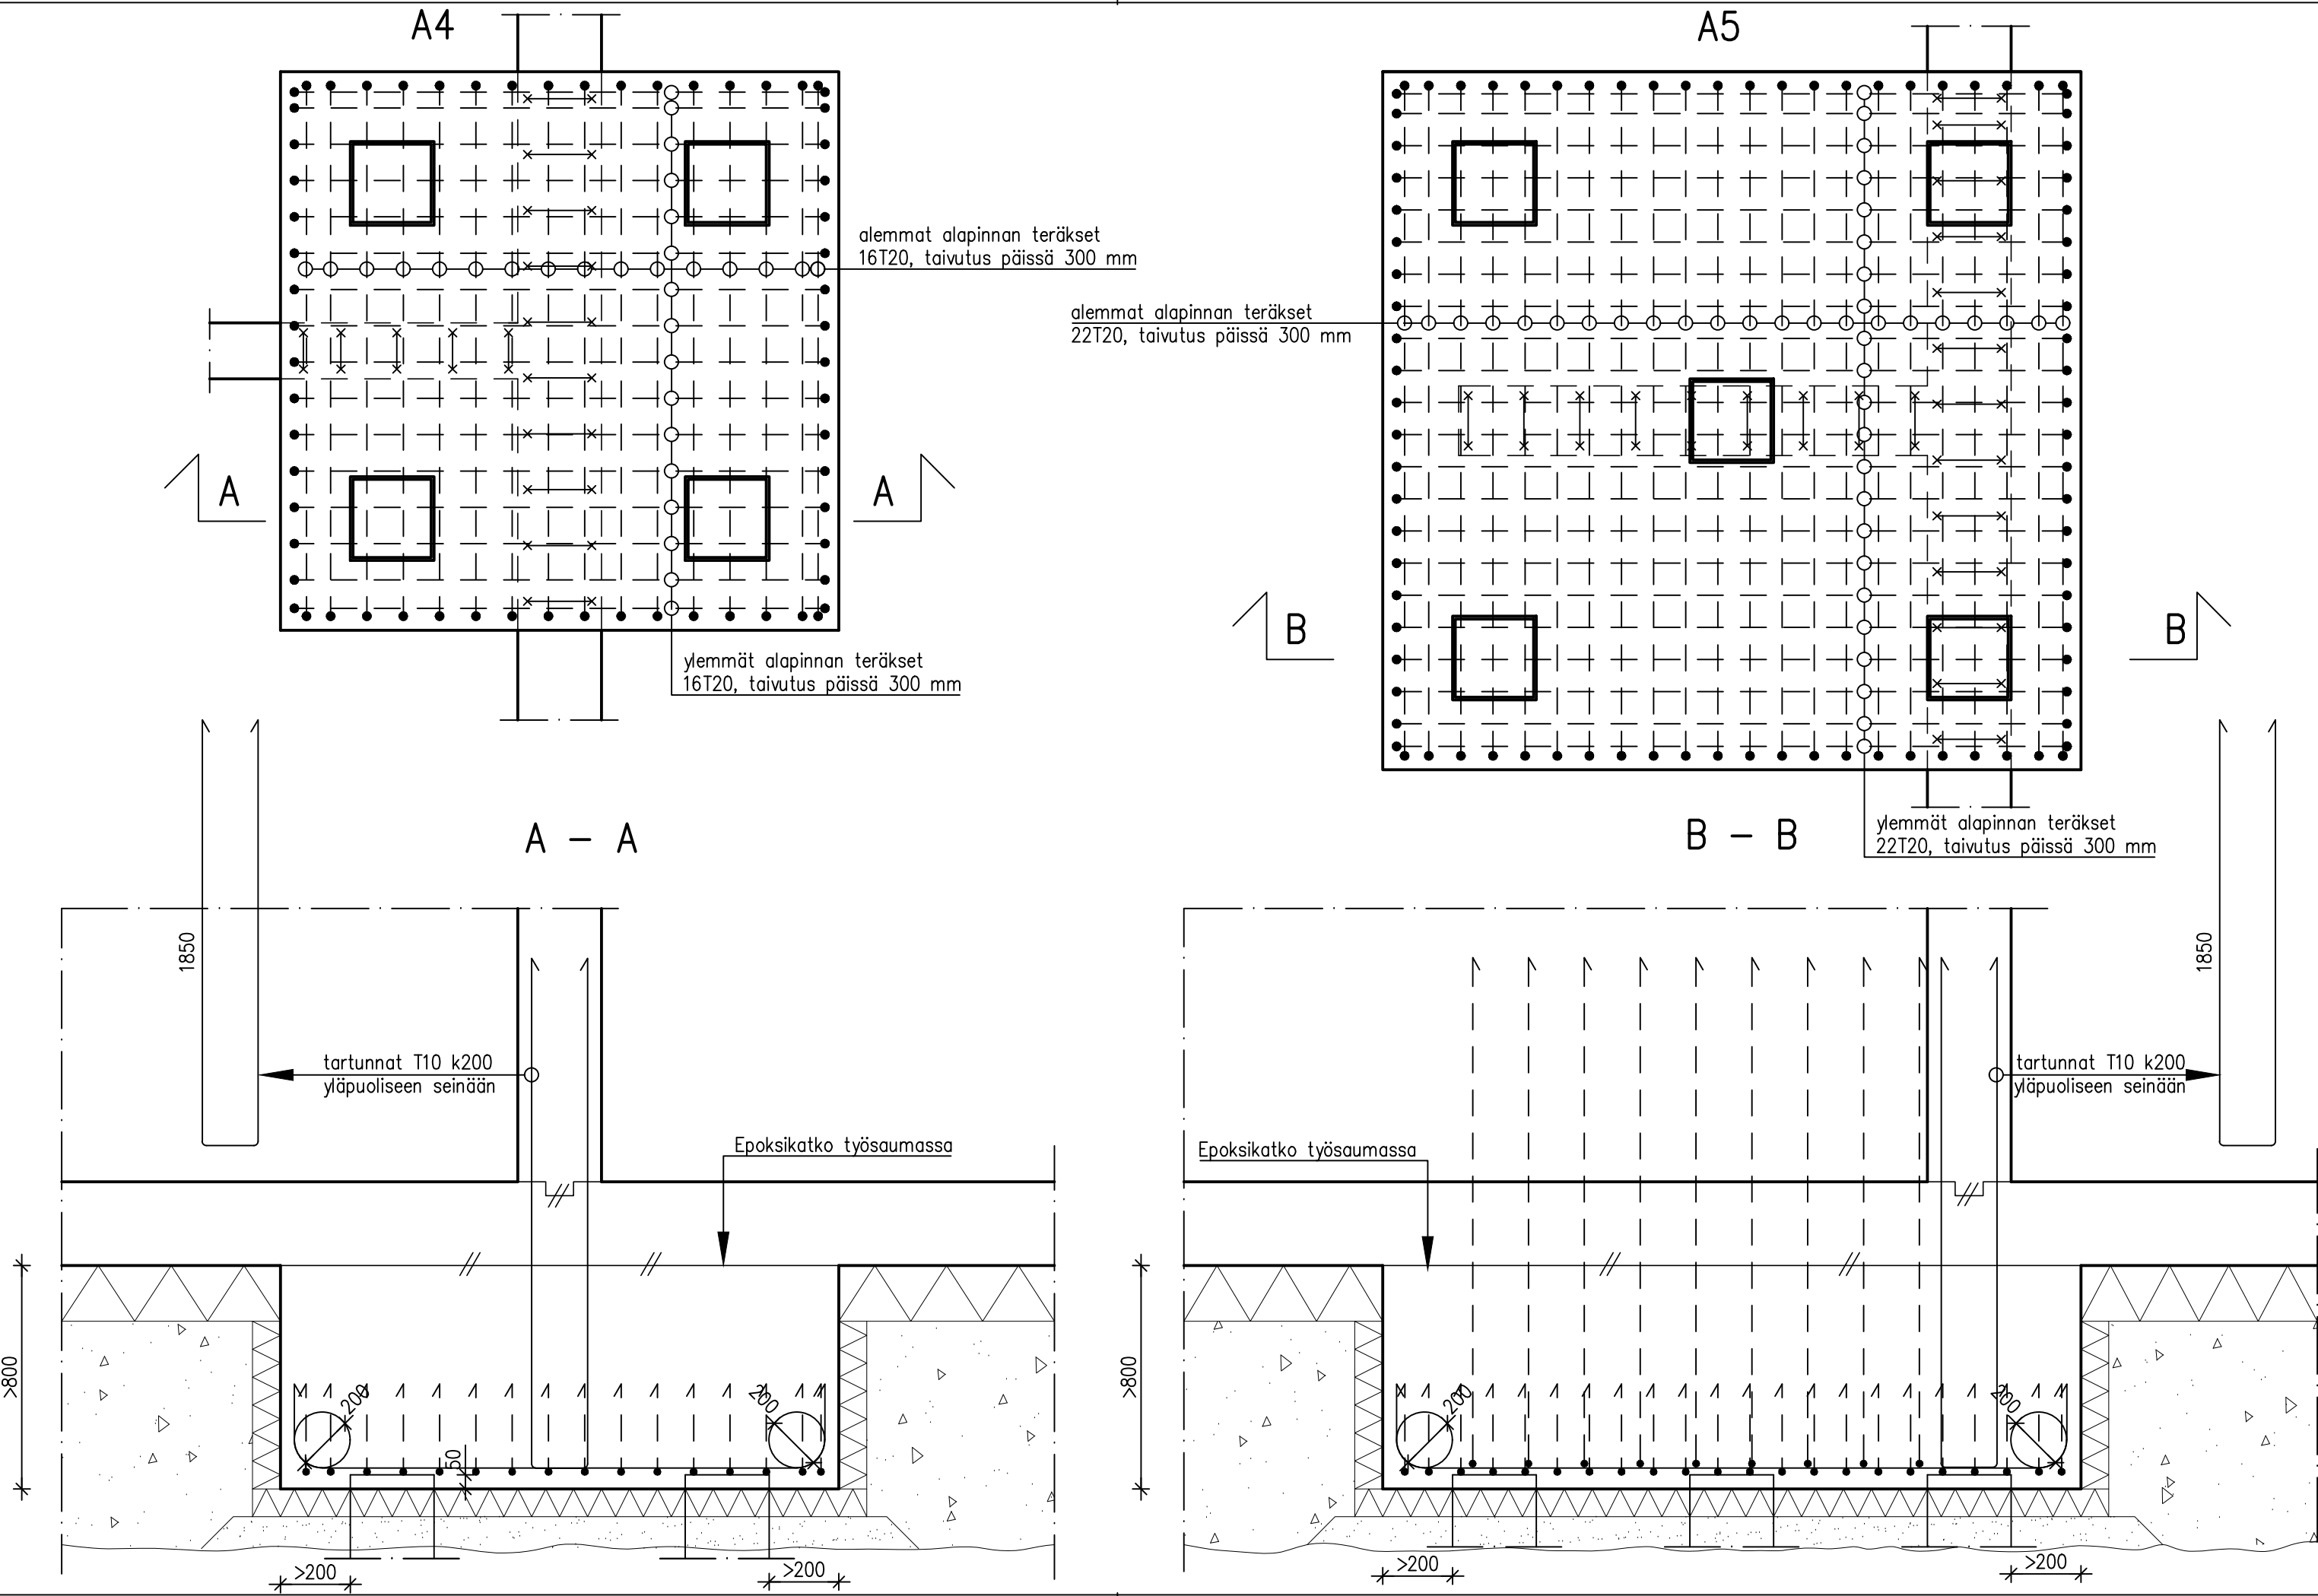 A4
A5
alemmat alapinnan teräkset
16T20, taivutus päissä 300 mm
alemmat alapinnan teräkset
22T20, taivutus päissä 300 mm
A
A
B
B
ylemmät alapinnan teräkset
16T20, taivutus päissä 300 mm
A – A
B – B
ylemmät alapinnan teräkset
22T20, taivutus päissä 300 mm
1850
1850
tartunnat T10 k200
yläpuoliseen seinään
tartunnat T10 k200
yläpuoliseen seinään
Epoksikatko työsaumassa
Epoksikatko työsaumassa
>800
200
200
50
>800
200
200
>200
>200
>200
>200